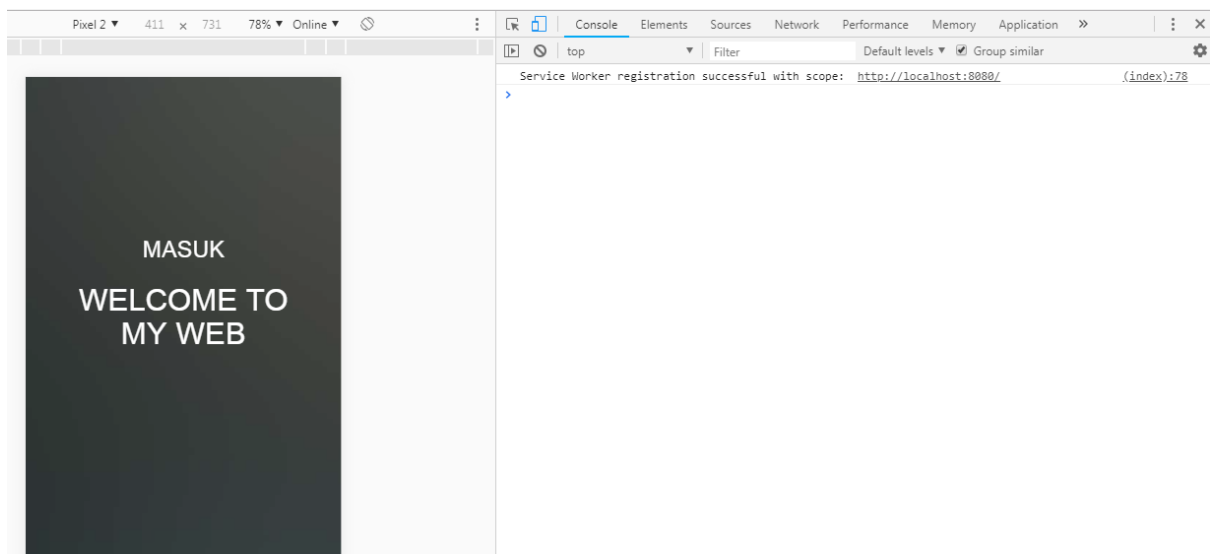 Pixel 2 ▼ 411 × 731 78% ▼ Online ▼
Console Elements Sources Network Performance Memory Application »
top ▼ Filter Default levels ▼ Group similar
Service Worker registration successful with scope: http://localhost:8080/ (index):78
>
MASUK
WELCOME TO
MY WEB